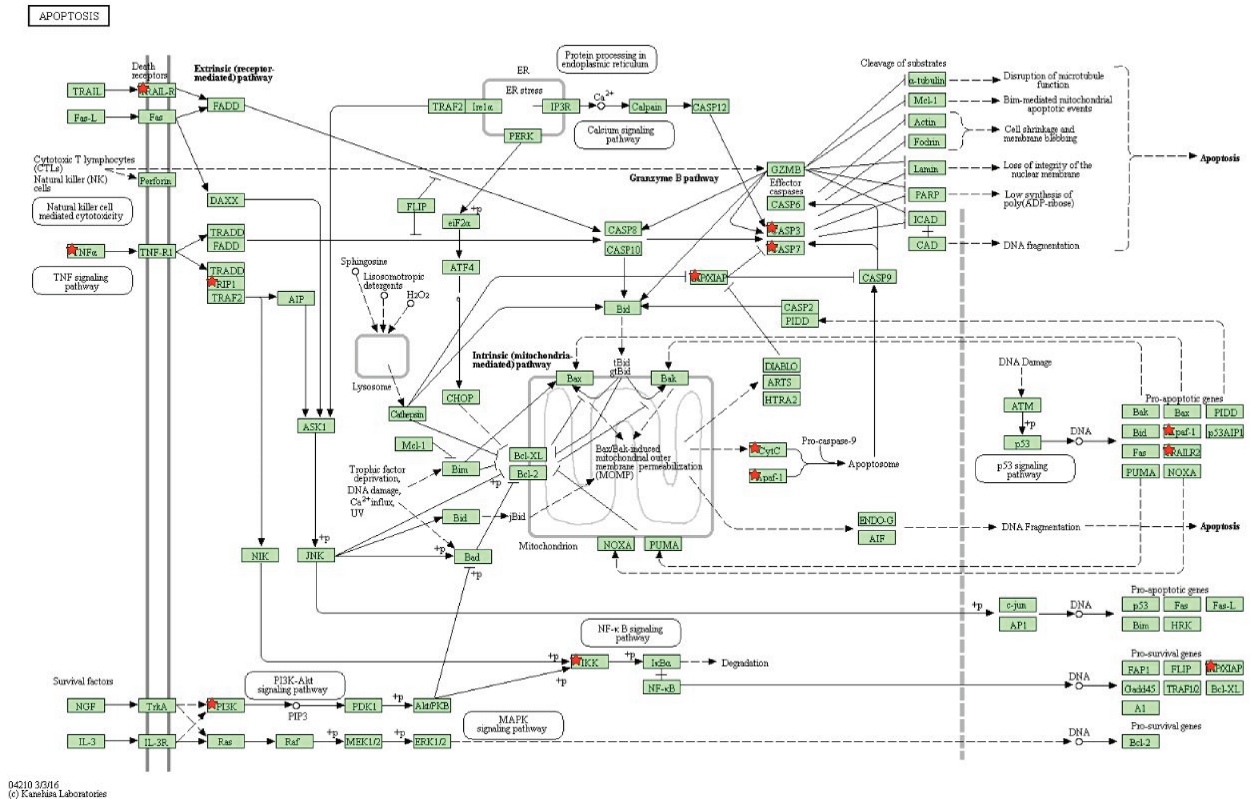 APOPTOSIS
Protein processing in
endoplasmic reticulum
ER
ER stress
Death
receptors
Extrinsic (receptor-
mediated) pathway
Cleavage of substrates
TRAIL
TRAIL-R
FADD
TRAF2
Ire1α
IP3R
Ca2+
Calpain
CASP12
α-tubulin
Disruption of microtubule
function
Mcl-1
Bim-mediated mitochondrial
apoptotic events
Fas-L
Fas
PERK
Calcium signaling
pathway
Actin
Fodrin
Cell shrinkage and
membrane blebbing
Cytotoxic T lymphocytes
(CTLs)
Natural killer (NK)
cells
Perforin
Granzyme B pathway
GZMB
Effector
caspases
CASP6
Lamin
Loss of integrity of the
nuclear membrane
Apoptosis
PARP
Low synthesis of
poly(ADP-ribose)
Natural killer cell
mediated cytotoxicity
DAXX
FLIP
eiF2α
+p
CASP8
CASP3
ICAD
CAD
DNA fragmentation
TNFα
TNF-R1
TRADD
FADD
CASP10
CASP7
TNF signaling
pathway
TRADD
RIP1
TRAF2
AIP
Sphingosine
Lisosomotropic
detergents
H2O2
ATF4
IAP/XIAP
CASP9
Bid
CASP2
PIDD
Lysosome
Intrinsic (mitochondria-
mediated) pathway
tBid
gtBid
Bax
Bak
DIABLO
ARTS
HTRA2
DNA Damage
ATM
+p
p53
DNA
p53 signaling
pathway
Pro-apoptotic genes
Bak
Bax
PIDD
Bid
Apaf-1
p53AIP1
Fas
TRAILR2
PUMA
NOXA
CHOP
Cathepsin
ASK1
Mcl-1
Bim
Bcl-XL
Bcl-2
+p
Bax/Bak-induced
mitochondrial outer
membrane permeabilization
(MOMP)
CytC
Apaf-1
Pro-caspase-9
Apoptosome
Trophic factor
deprivation,
DNA damage,
Ca2+influx,
UV
Bid
jBid
Bad
+p
+p
Mitochondrion
NOXA
PUMA
ENDO-G
AIF
DNA Fragmentation
Apoptosis
NIK
JNK
+p
+p
c-jun
AP1
DNA
Pro-apoptotic genes
p53
Fas
Fas-L
Bim
HRK
NF-κB signaling
pathway
+p
IKK
+p
+p
IκBα
Degradation
NF-κB
DNA
Pro-survival genes
FAP1
FLIP
IAP/XIAP
Gadd45
TRAF1/2
Bcl-XL
A1
Survival factors
NGF
TrkA
PI3K
PI3K-Akt
signaling pathway
PIP3
PDK1
+p
Akt/PKB
MAPK
signaling pathway
IL-3
IL-3R
Ras
Raf
+p
MEK1/2
+p
ERK1/2
DNA
Pro-survival genes
Bcl-2
04210 3/3/16
(c) Kanehisa Laboratories